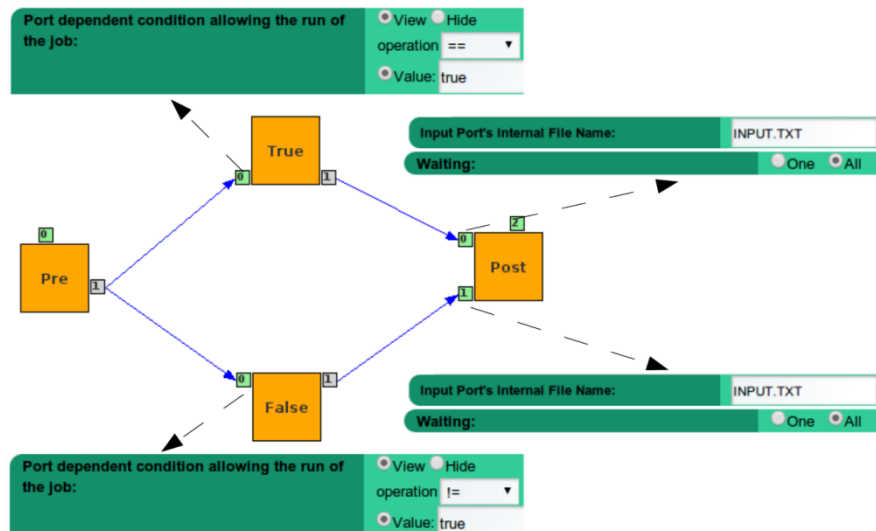 Port dependent condition allowing the run of
the job:
View Hide
operation ==
Value: true
True
0
1
Input Port's Internal File Name: INPUT.TXT
Waiting: One All
0
Pre
1
2
0
Post
1
0
1
False
Input Port's Internal File Name: INPUT.TXT
Waiting: One All
Port dependent condition allowing the run of
the job:
View Hide
operation !=
Value: true